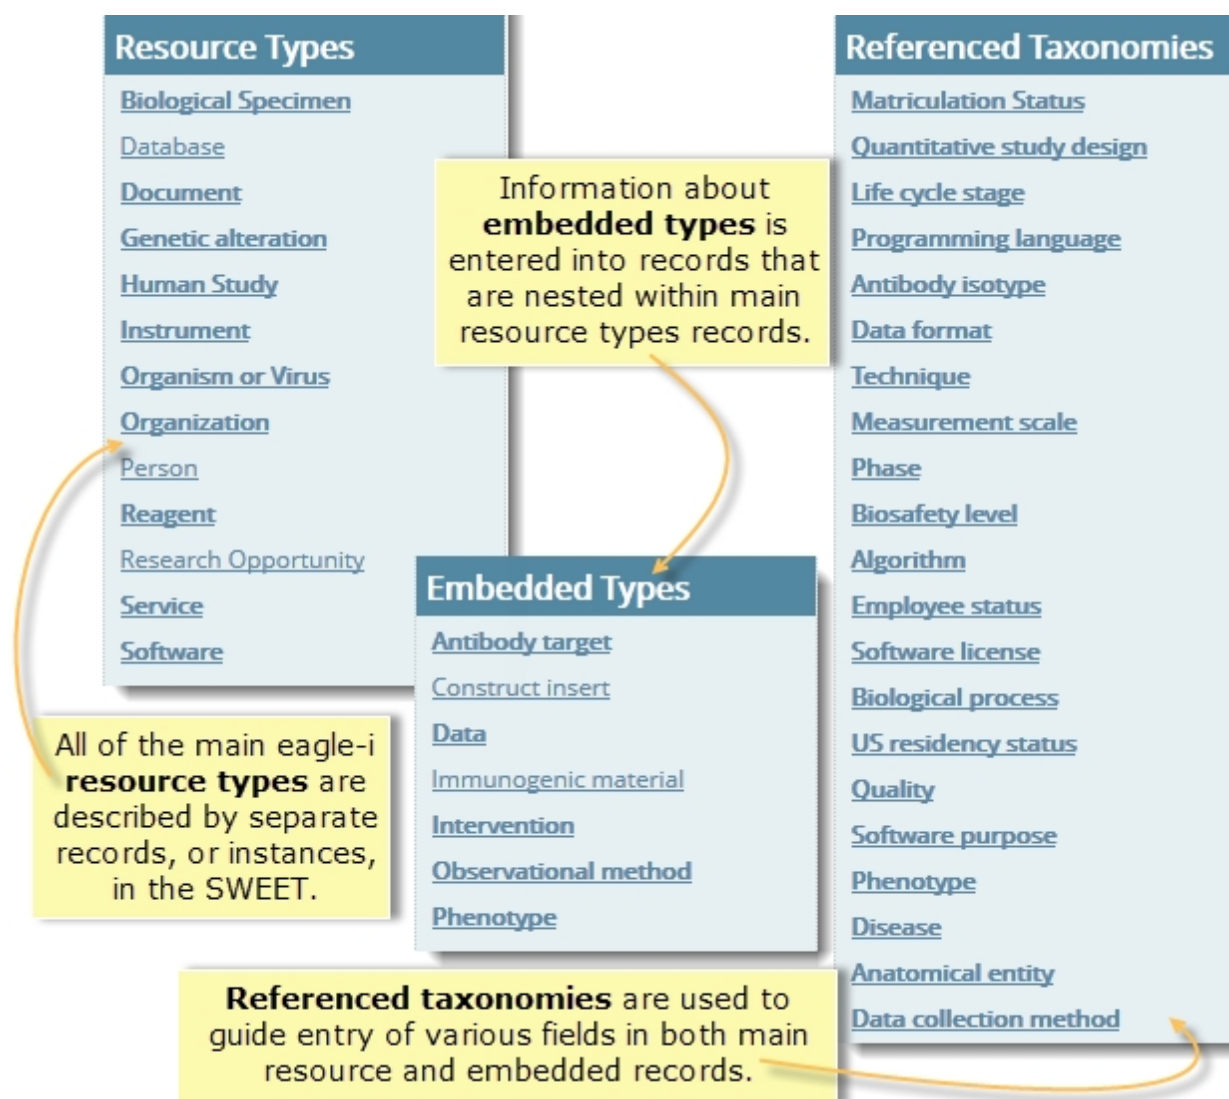 Resource Types
Biological Specimen
Database
Document
Genetic alteration
Human Study
Instrument
Organism or Virus
Organization
Person
Reagent
Research Opportunity
Service
Software
All of the main eagle-i
resource types are
described by separate
records, or instances,
in the SWEET.
Information about
embedded types is
entered into records that
are nested within main
resource types records.
Embedded Types
Antibody target
Construct insert
Data
Immunogenic material
Intervention
Observational method
Phenotype
Referenced Taxonomies
Matriculation Status
Quantitative study design
Life cycle stage
Programming language
Antibody isotype
Data format
Technique
Measurement scale
Phase
Biosafety level
Algorithm
Employee status
Software license
Biological process
US residency status
Quality
Software purpose
Phenotype
Disease
Anatomical entity
Data collection method
Referenced taxonomies are used to
guide entry of various fields in both main
resource and embedded records.